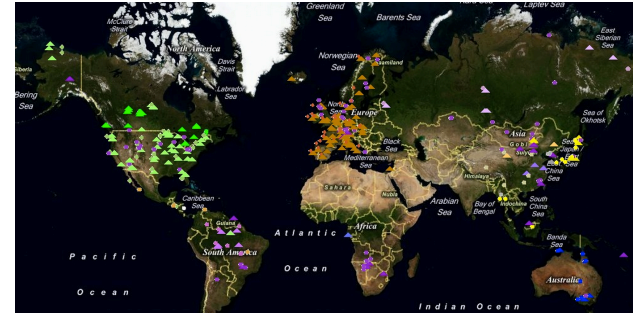 McClure
Strait
Greenland
Sea
Barents Sea
Laptev Sea
East
Siberian
Sea
North America
Davis
Strait
Norwegian
Sea
Samiland
Siberia
Bering
Sea
Labrador
Sea
North
Sea
Europe
Sea of
Okhotsk
Black
Sea
Asia
Gobi
Mediterranean
Sea
China
Sea
Himalaya
Sahara
Nubia
Caribbean
Sea
Arabian
Sea
Bay of
Bengal
Indochina
South
China
Sea
Guiana
Atlantic
Ocean
Africa
South America
Banda
Sea
Pacific
Ocean
Australia
Indian Ocean